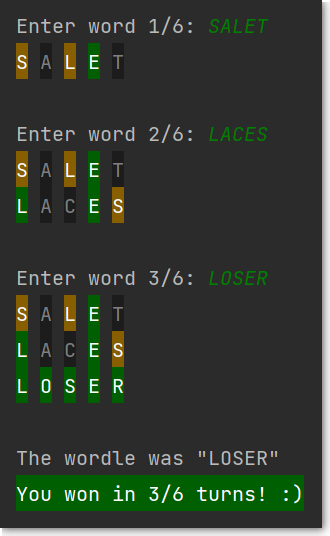 Enter word 1/6: SALET
S A L E T
Enter word 2/6: LACES
S A L E T
L A C E S
Enter word 3/6: LOSER
S A L E T
L A C E S
L O S E R
The wordle was "LOSER"
You won in 3/6 turns! :)